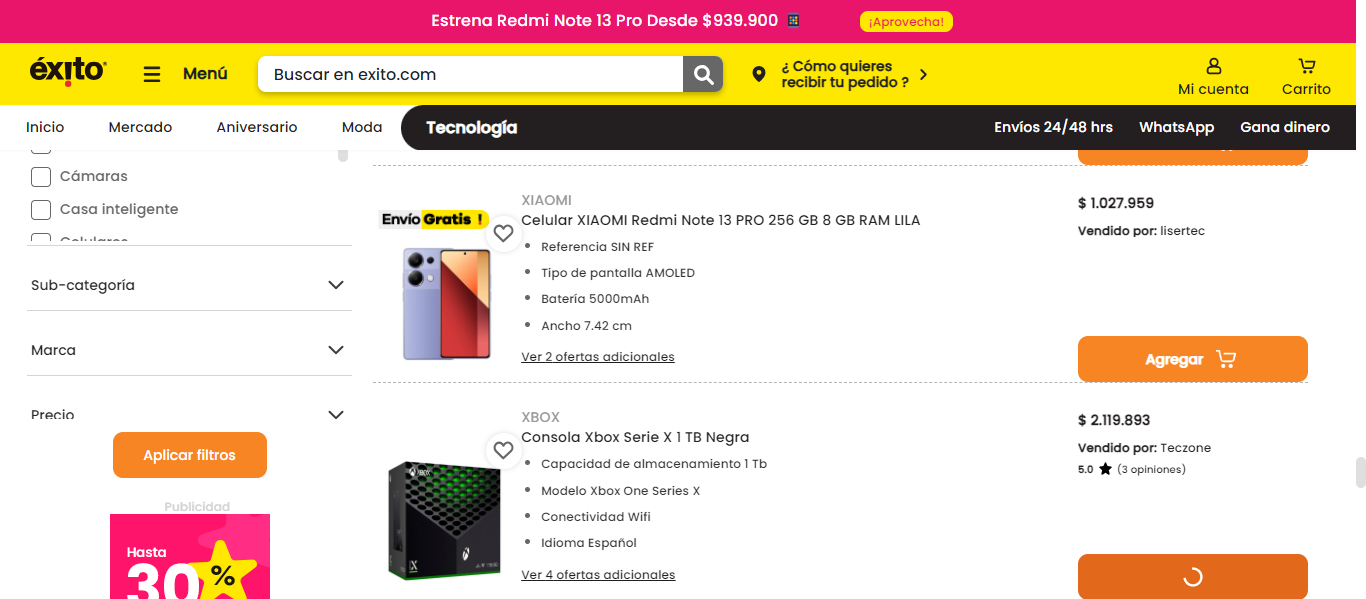 Estrena Redmi Note 13 Pro Desde $939.900
¡Aprovecha!
éxito
Menú
Buscar en exito.com
¿ Cómo quieres
recibir tu pedido ?
Mi cuenta
Carrito
Inicio
Mercado
Aniversario
Moda
Tecnología
Envíos 24/48 hrs
WhatsApp
Gana dinero
Cámaras
Casa inteligente
Celulares
Sub-categoría
Marca
Precio
Aplicar filtros
Publicidad
Hasta
30%
Envío Gratis !
XIAOMI
Celular XIAOMI Redmi Note 13 PRO 256 GB 8 GB RAM LILA
Referencia SIN REF
Tipo de pantalla AMOLED
Batería 5000mAh
Ancho 7.42 cm
Ver 2 ofertas adicionales
$ 1.027.959
Vendido por: lisertec
Agregar
XBOX
Consola Xbox Serie X 1 TB Negra
Capacidad de almacenamiento 1 Tb
Modelo Xbox One Series X
Conectividad Wifi
Idioma Español
Ver 4 ofertas adicionales
XBOX
$ 2.119.893
Vendido por: Teczone
5.0 ★ (3 opiniones)